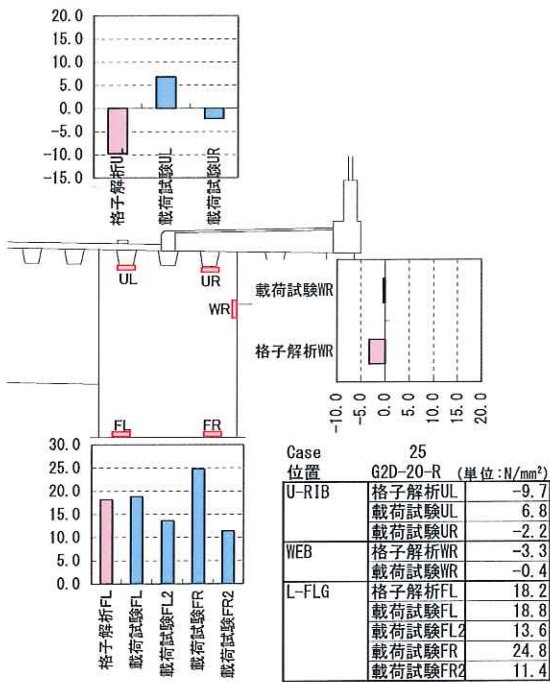 20.0
15.0
10.0
5.0
0.0
-5.0
-10.0
-15.0
格子解析UL
載荷試験UL
載荷試験UR
UL
UR
WR
載荷試験WR
格子解析WR
-10.0
-5.0
0.0
5.0
10.0
15.0
20.0
FL
FR
30.0
25.0
20.0
15.0
10.0
5.0
0.0
格子解析FL
載荷試験FL
載荷試験FL2
載荷試験FR
載荷試験FR2
Case 25
位置 G2D-20-R (単位:N/mm²)
U-RIB 格子解析UL -9.7
載荷試験UL 6.8
載荷試験UR -2.2
WEB 格子解析WR -3.3
載荷試験WR -0.4
L-FLG 格子解析FL 18.2
載荷試験FL 18.8
載荷試験FL2 13.6
載荷試験FR 24.8
載荷試験FR2 11.4